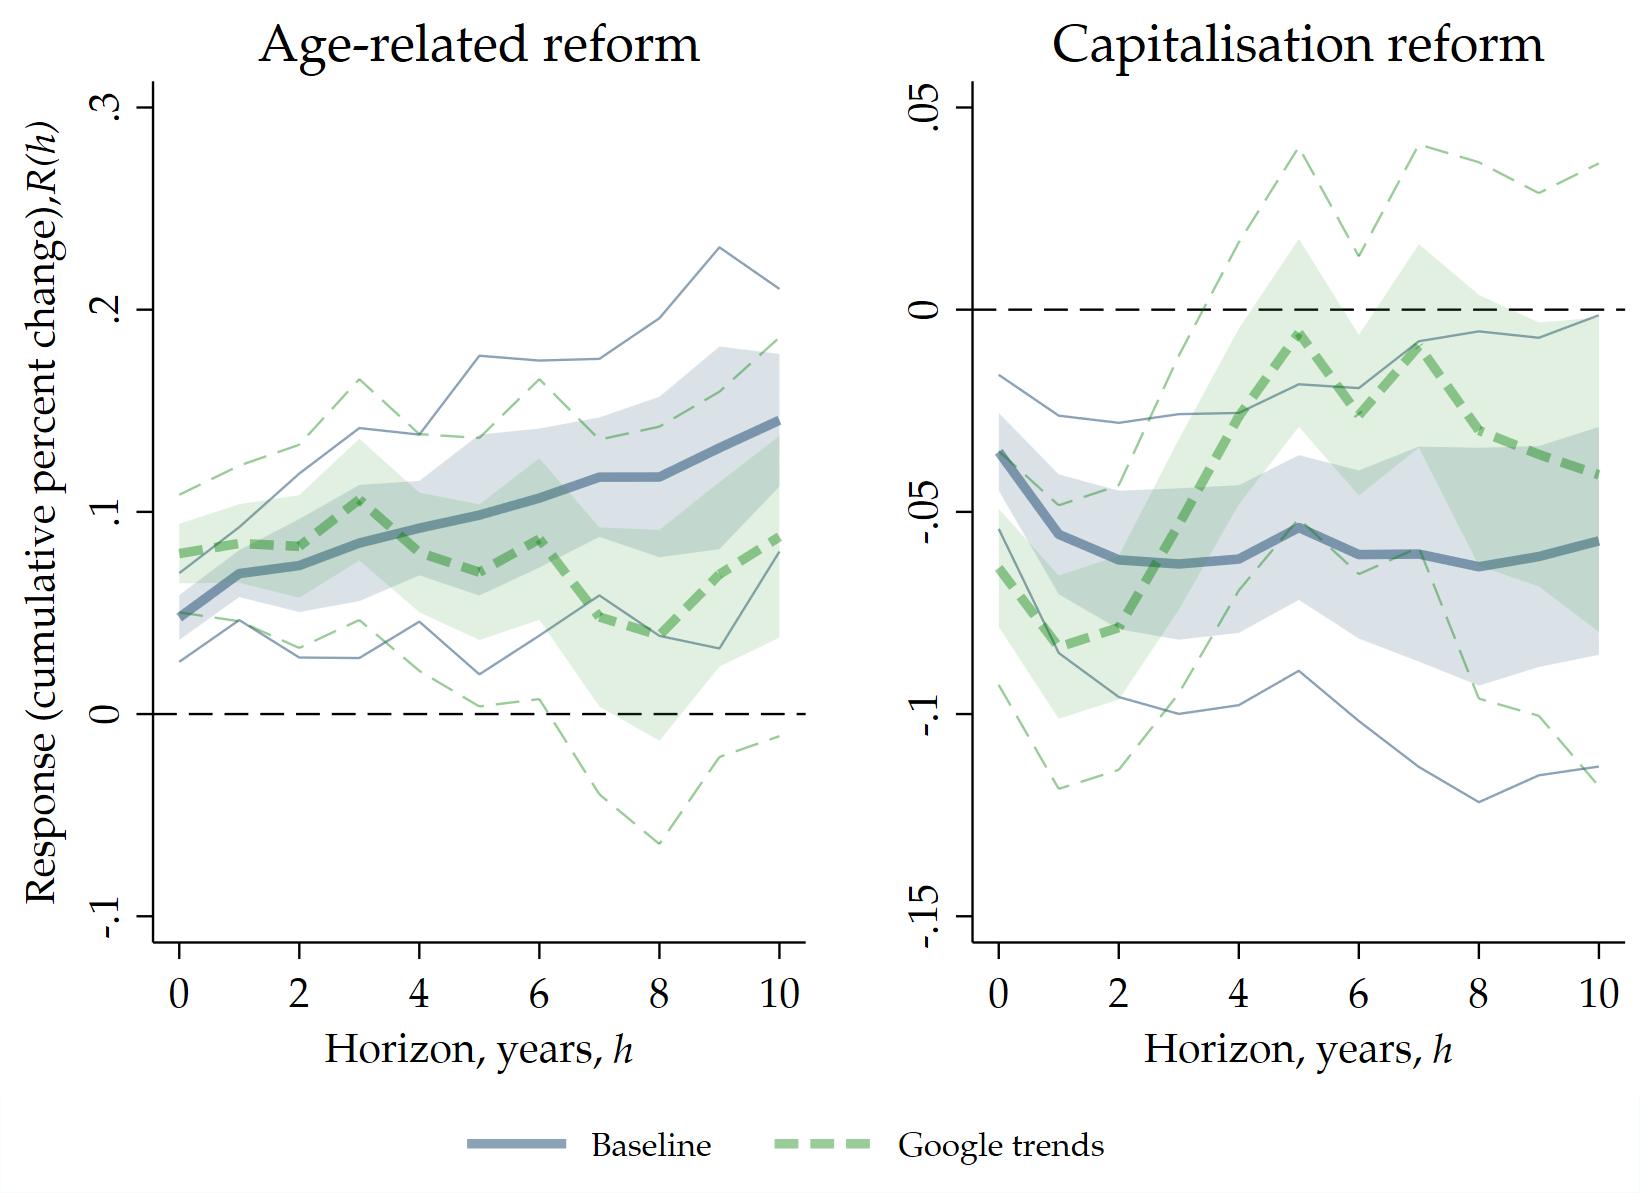 Age-related reform
Response (cumulative percent change),R(h)
.3
.2
.1
0
-.1
0 2 4 6 8 10
Horizon, years, h
Capitalisation reform
.05
0
-.05
-.1
-.15
0 2 4 6 8 10
Horizon, years, h
Baseline Google trends